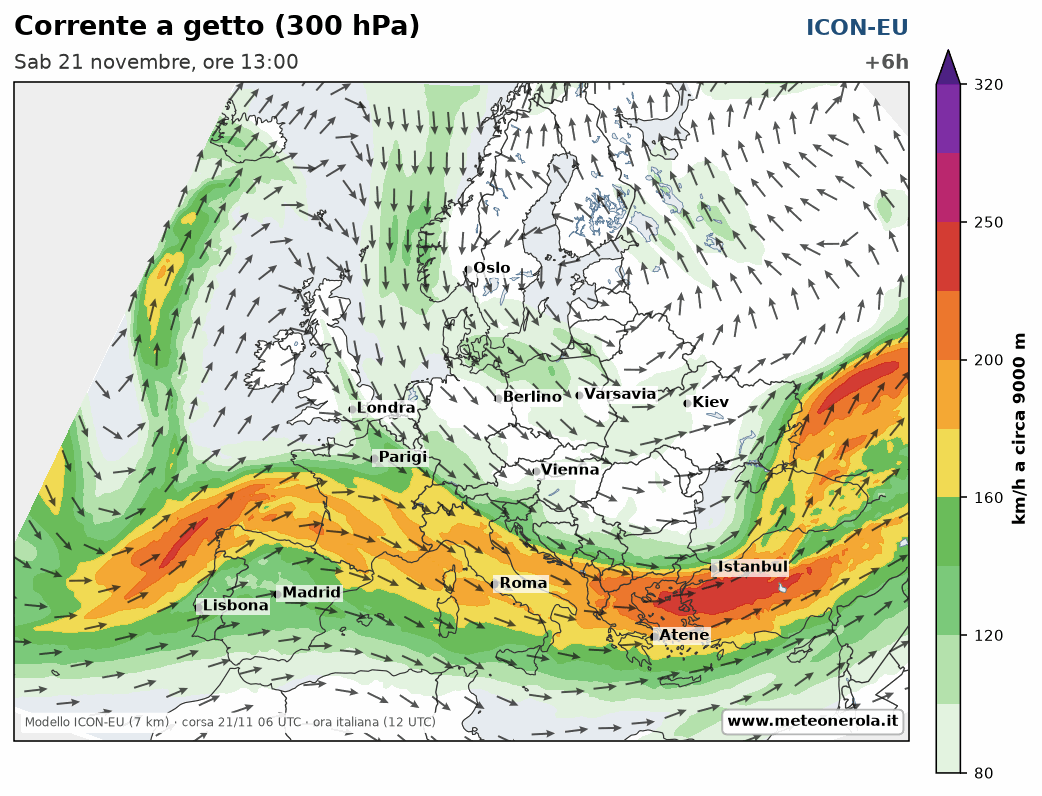 Corrente a getto (300 hPa)
ICON-EU
Sab 21 novembre, ore 13:00
+6h
320
250
200
160
120
80
km/h a circa 9000 m
Oslo
Berlino
Varsavia
Kiev
Londra
Parigi
Vienna
Istanbul
Roma
Madrid
Lisbona
Atene
Modello ICON-EU (7 km) · corsa 21/11 06 UTC · ora italiana (12 UTC)
www.meteonerola.it